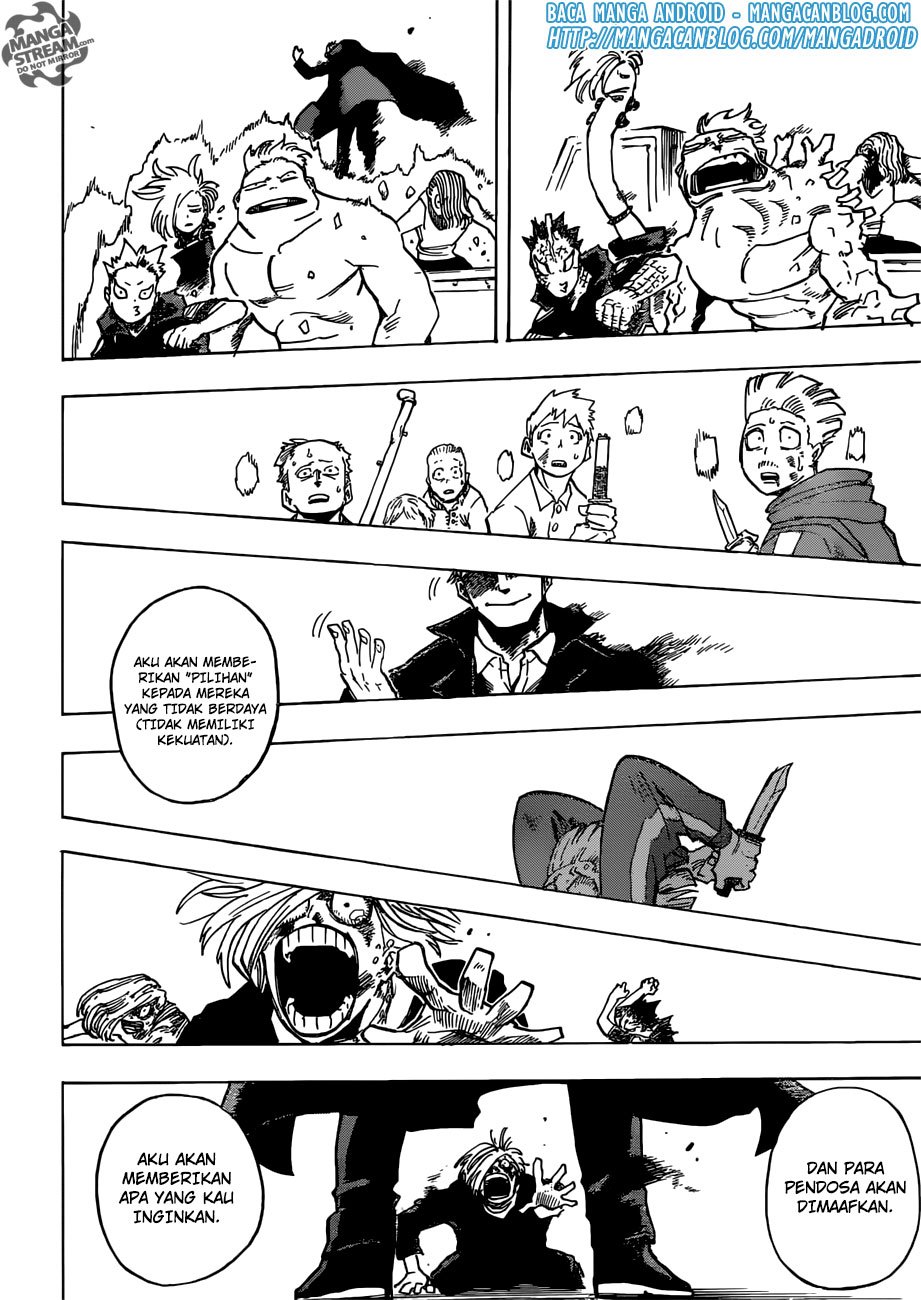 MANGA
STREAM.com
DO NOT MIRROR!
BACA MANGA ANDROID - MANGACANBLOG.COM
HTTP://MANGACANBLOG.COM/MANGADROID
AKU AKAN MEMBE-
RIKAN "PILIHAN"
KEPADA MEREKA
YANG TIDAK BERDAYA
(TIDAK MEMILIKI
KEKUATAN).
DAN PARA
PENDOSA AKAN
DIMAAFKAN.
AKU AKAN
MEMBERIKAN
APA YANG KAU
INGINKAN.